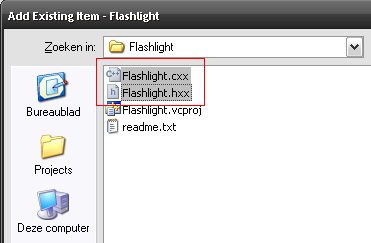 Add Existing Item - Flashlight
Zoeken in: Flashlight
Flashlight.cxx
Flashlight.hxx
Flashlight.vcproj
readme.txt
Bureaublad
Projects
Deze computer